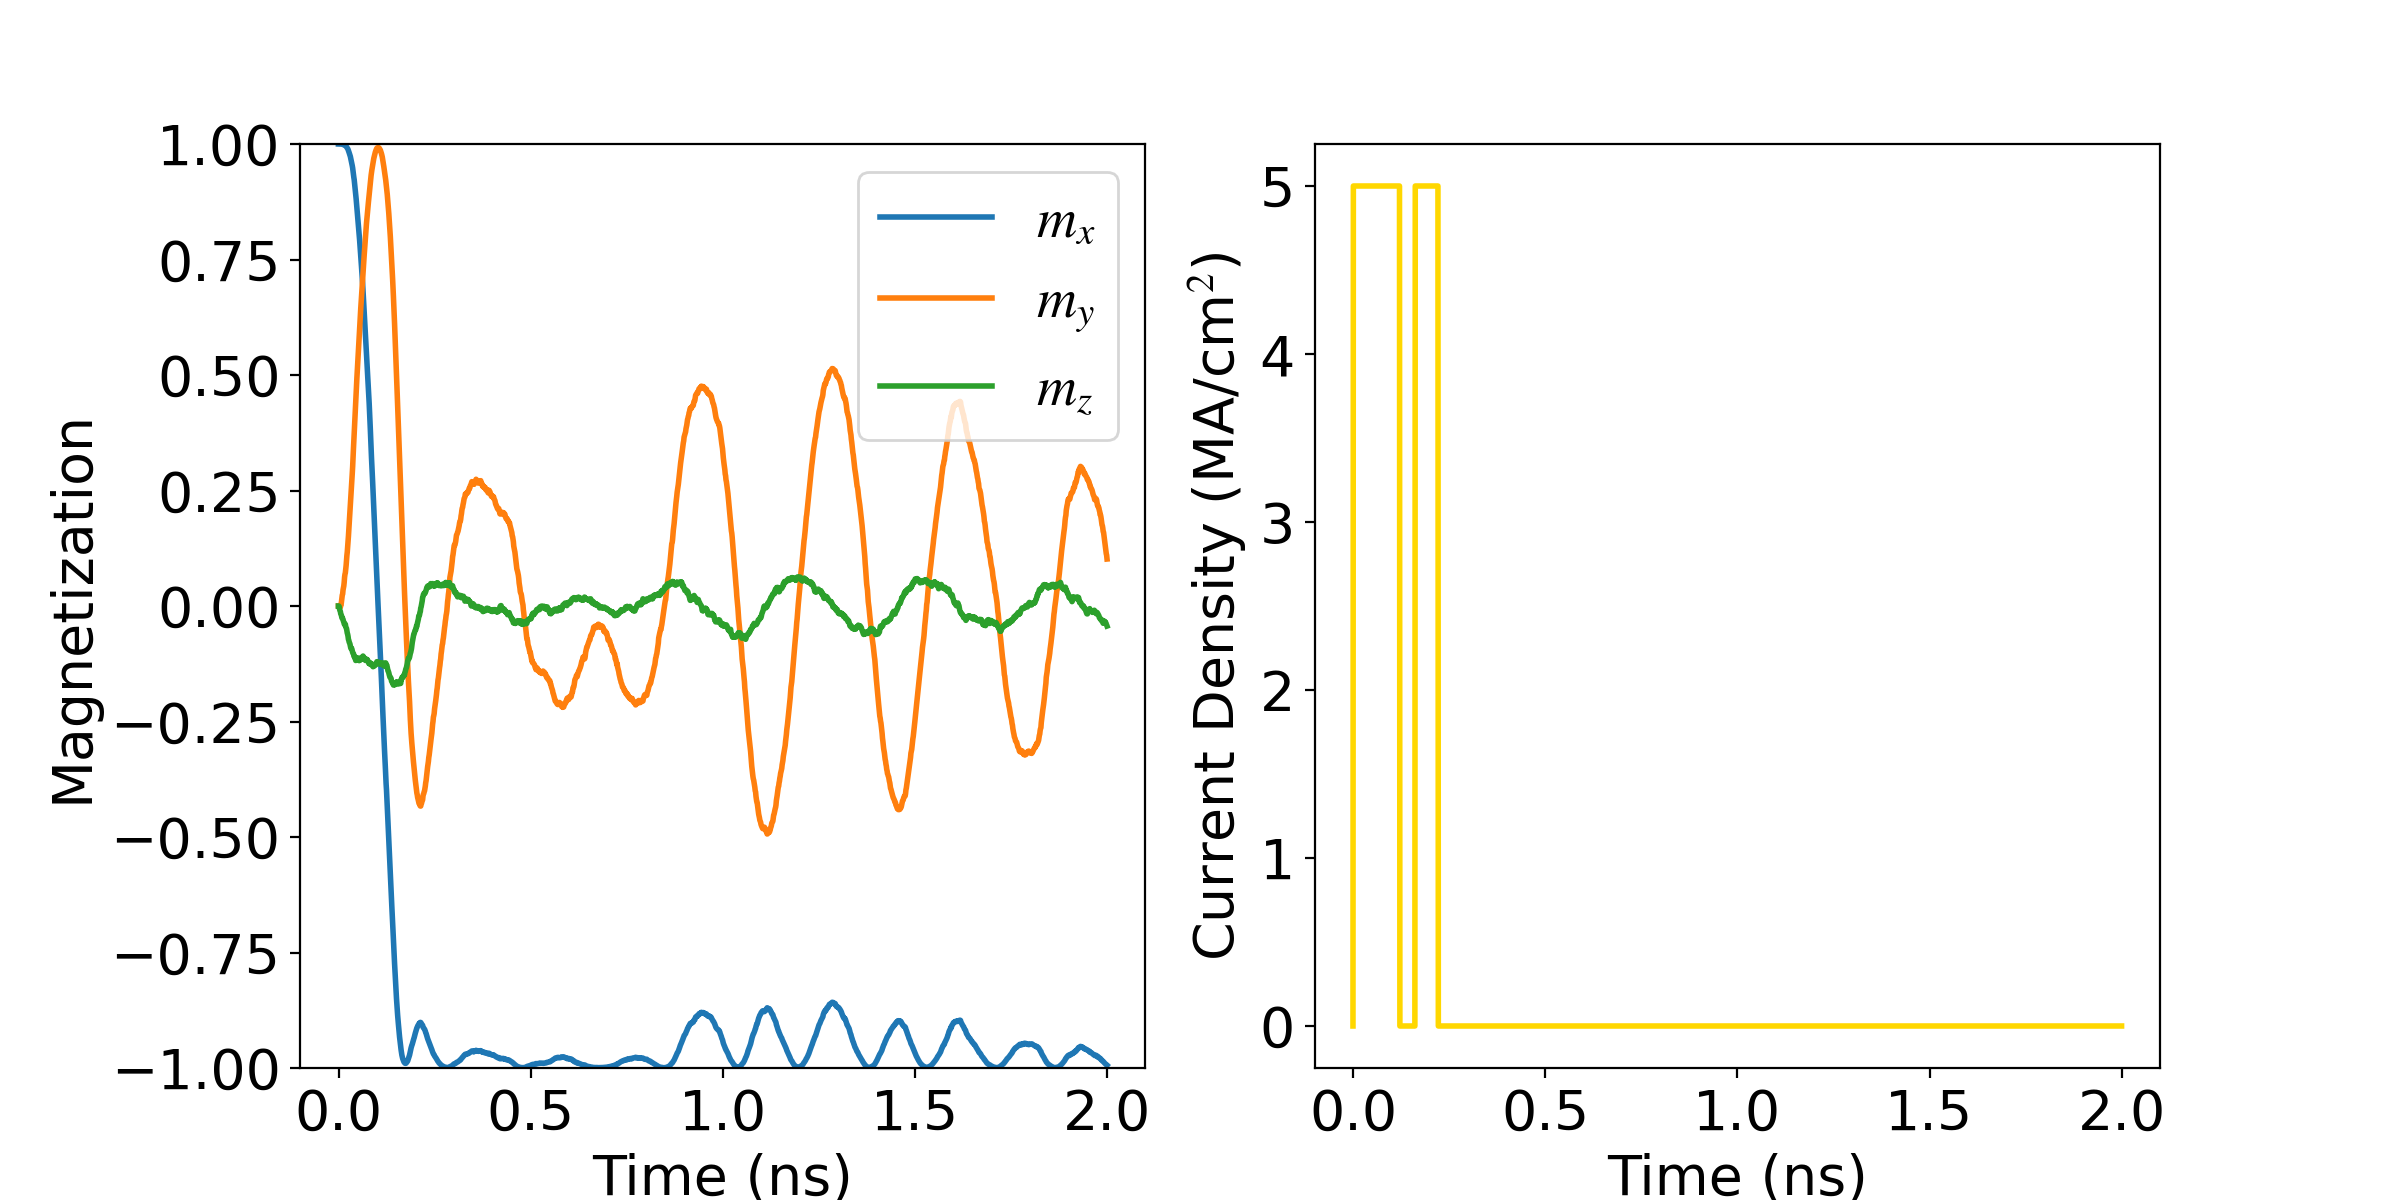 Magnetization
1.00
0.75
0.50
0.25
0.00
−0.25
−0.50
−0.75
−1.00
0.0 0.5 1.0 1.5 2.0
Time (ns)
m_x
m_y
m_z
Current Density (MA/cm²)
5
4
3
2
1
0
0.0 0.5 1.0 1.5 2.0
Time (ns)